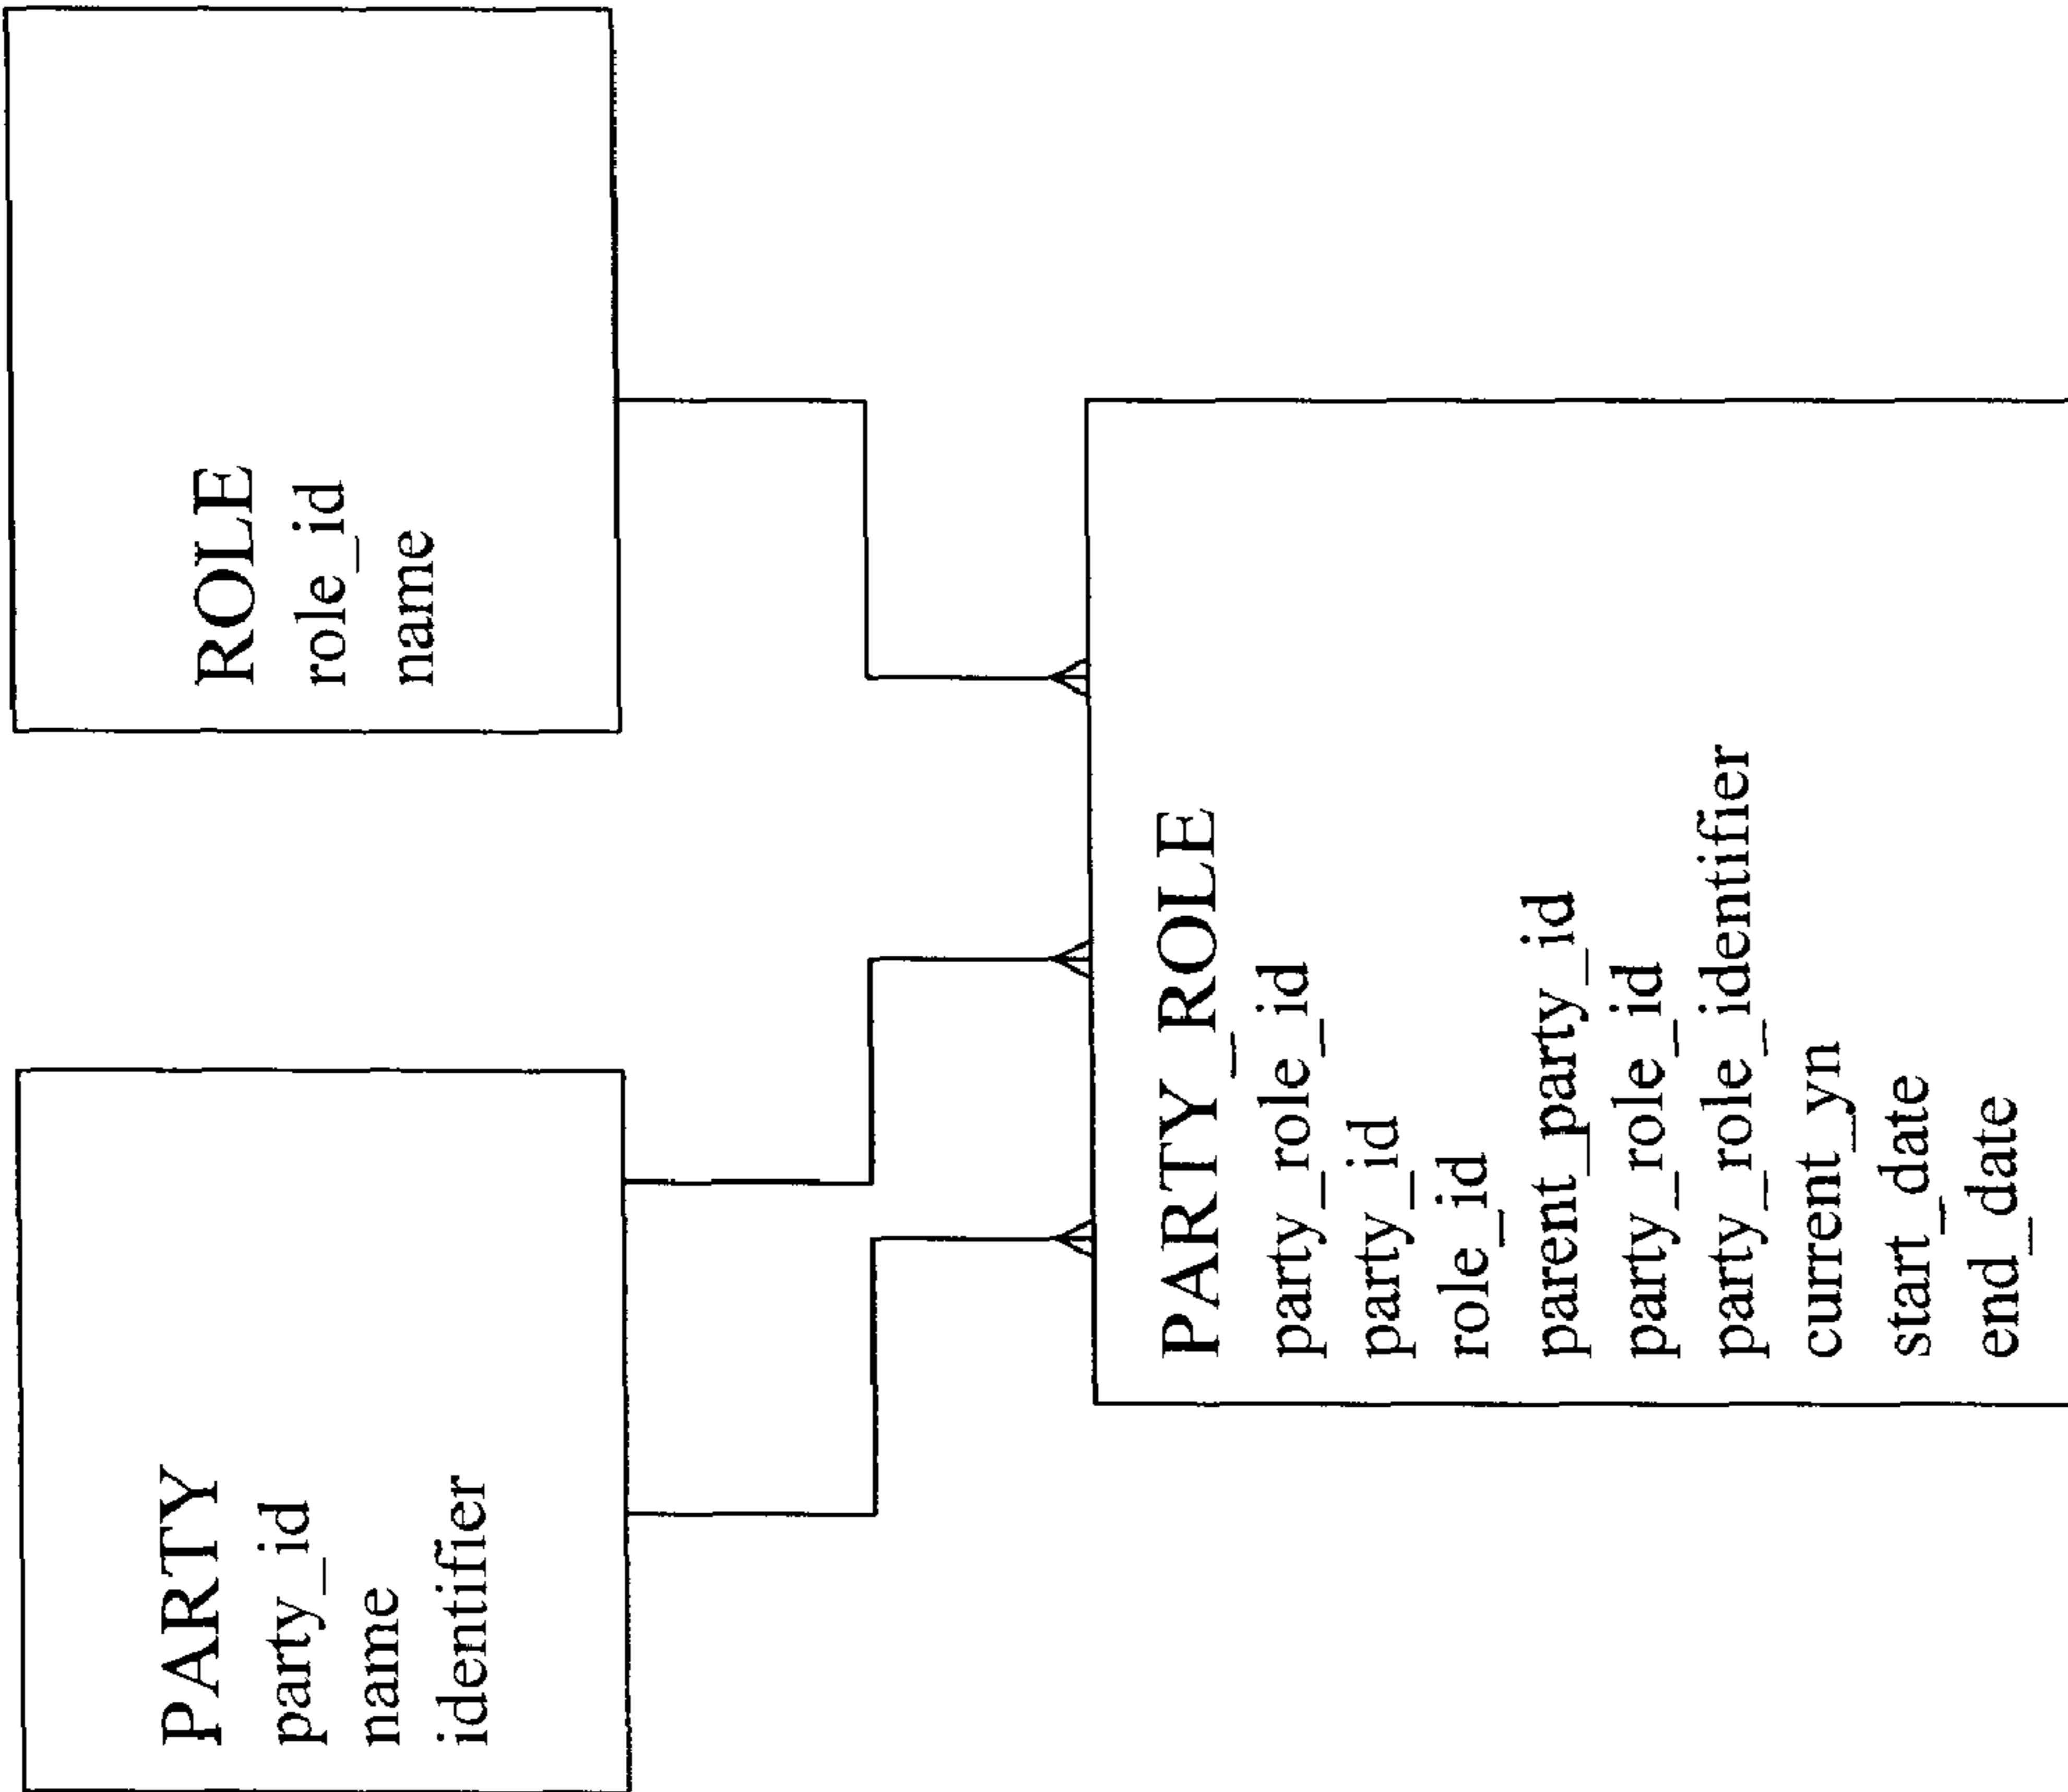 PARTY
party_id
name
identifier
ROLE
role_id
name
PARTY_ROLE
party_role_id
party_id
role_id
parent_party_id
party_role_id
party_role_identifier
current_yn
start_date
end_date